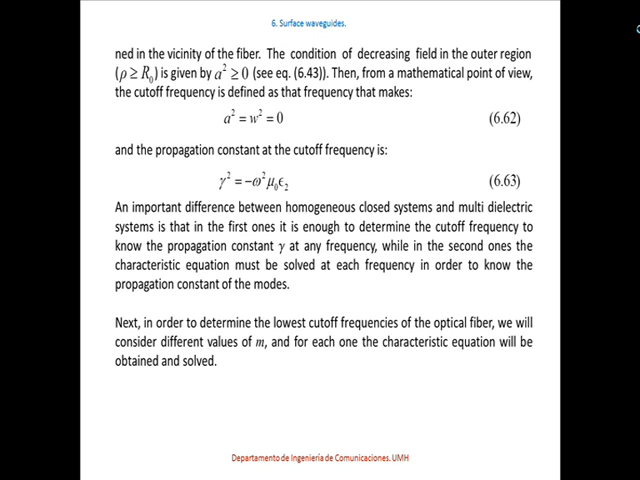 6. Surface waveguides.
ned in the vicinity of the fiber. The condition of decreasing field in the outer region
(ρ ≥ R₀) is given by a² ≥ 0 (see eq. (6.43)). Then, from a mathematical point of view,
the cutoff frequency is defined as that frequency that makes:
a² = w² = 0 (6.62)
and the propagation constant at the cutoff frequency is:
γ² = −ω²μ₀ϵ₂ (6.63)
An important difference between homogeneous closed systems and multi dielectric
systems is that in the first ones it is enough to determine the cutoff frequency to
know the propagation constant γ at any frequency, while in the second ones the
characteristic equation must be solved at each frequency in order to know the
propagation constant of the modes.
Next, in order to determine the lowest cutoff frequencies of the optical fiber, we will
consider different values of m, and for each one the characteristic equation will be
obtained and solved.
Departamento de Ingeniería de Comunicaciones. UMH